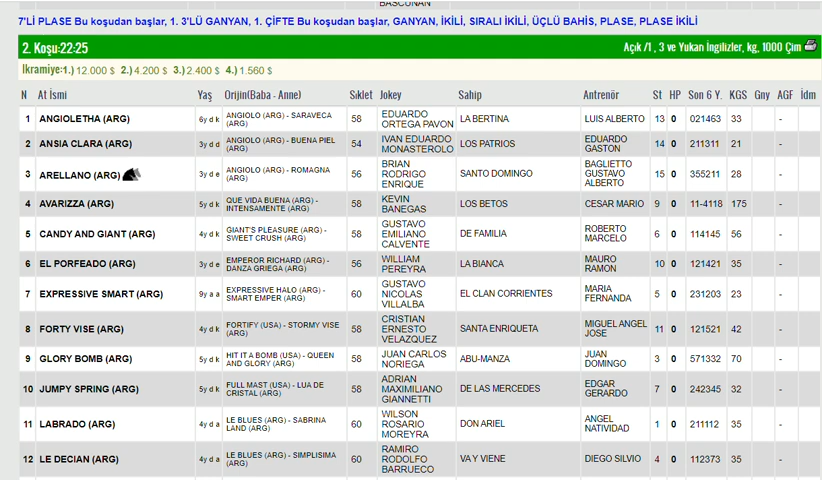 BASCUNAN
7'Lİ PLASE Bu koşudan başlar, 1. 3'LÜ GANYAN, 1. ÇİFTE Bu koşudan başlar, GANYAN, İKİLİ, SIRALI İKİLİ, ÜÇLÜ BAHİS, PLASE, PLASE İKİLİ
2. Koşu:22:25 Açık /1 , 3 ve Yukarı İngilizler, kg, 1000 Çim
İkramiye:1.) 12.000 $ 2.) 4.200 $ 3.) 2.400 $ 4.) 1.560 $
N At İsmi Yaş Orijin(Baba - Anne) Sıklet Jokey Sahip Antrenör St HP Son 6 Y. KGS Gny AGF İdm
1 ANGIOLETHA (ARG) 6y d k ANGIOLO (ARG) - SARAVECA (ARG) 58 EDUARDO ORTEGA PAVON LA BERTINA LUIS ALBERTO 13 0 021463 33 -
2 ANSIA CLARA (ARG) 3y d d ANGIOLO (ARG) - BUENA PIEL (ARG) 54 IVAN EDUARDO MONASTEROLO LOS PATRIOS EDUARDO GASTON 14 0 211311 21 -
3 ARELLANO (ARG) 3y d e ANGIOLO (ARG) - ROMAGNA (ARG) 56 BRIAN RODRIGO ENRIQUE SANTO DOMINGO BAGLIETTO GUSTAVO ALBERTO 15 0 355211 28 -
4 AVARIZZA (ARG) 5y d k QUE VIDA BUENA (ARG) - INTENSAMENTE (ARG) 58 KEVIN BANEGAS LOS BETOS CESAR MARIO 9 0 11-4118 175 -
5 CANDY AND GIANT (ARG) 4y d k GIANT'S PLEASURE (ARG) - SWEET CRUSH (ARG) 58 GUSTAVO EMILIANO CALVENTE DE FAMILIA ROBERTO MARCELO 6 0 114145 56 -
6 EL PORFEADO (ARG) 3y d e EMPEROR RICHARD (ARG) - DANZA GRIEGA (ARG) 56 WILLIAM PEREYRA LA BIANCA MAURO RAMON 10 0 121421 35 -
7 EXPRESSIVE SMART (ARG) 9y a a EXPRESSIVE HALO (ARG) - SMART EMPER (ARG) 60 GUSTAVO NICOLAS VILLALBA EL CLAN CORRIENTES MARIA FERNANDA 5 0 231203 23 -
8 FORTY VISE (ARG) 4y d k FORTIFY (USA) - STORMY VISE (ARG) 58 CRISTIAN ERNESTO VELAZQUEZ SANTA ENRIQUETA MIGUEL ANGEL JOSE 11 0 121521 42 -
9 GLORY BOMB (ARG) 5y d k HIT IT A BOMB (USA) - QUEEN AND GLORY (ARG) 58 JUAN CARLOS NORIEGA ABU-MANZA JUAN DOMINGO 3 0 571332 70 -
10 JUMPY SPRING (ARG) 5y d k FULL MAST (USA) - LUA DE CRISTAL (ARG) 58 ADRIAN MAXIMILIANO GIANNETTI DE LAS MERCEDES EDGAR GERARDO 7 0 242345 32 -
11 LABRADO (ARG) 4y d a LE BLUES (ARG) - SABRINA LAND (ARG) 60 WILSON ROSARIO MOREYRA DON ARIEL ANGEL NATIVIDAD 1 0 211112 35 -
12 LE DECIAN (ARG) 4y d a LE BLUES (ARG) - SIMPLISIMA (ARG) 60 RAMIRO RODOLFO BARRUECO VA Y VIENE DIEGO SILVIO 4 0 112373 35 -